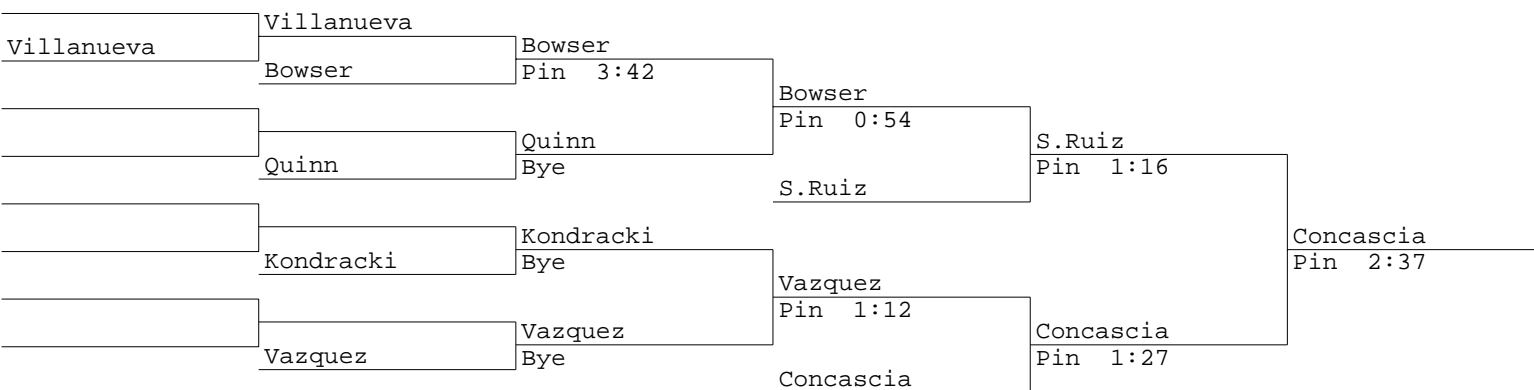 Villanueva
Villanueva
Bowser
Bowser
Pin 3:42
Bowser
Pin 0:54
Quinn
Quinn
Bye
S.Ruiz
S.Ruiz
Pin 1:16
Kondracki
Kondracki
Bye
Concascia
Pin 2:37
Vazquez
Pin 1:12
Vazquez
Vazquez
Bye
Concascia
Pin 1:27
Concascia